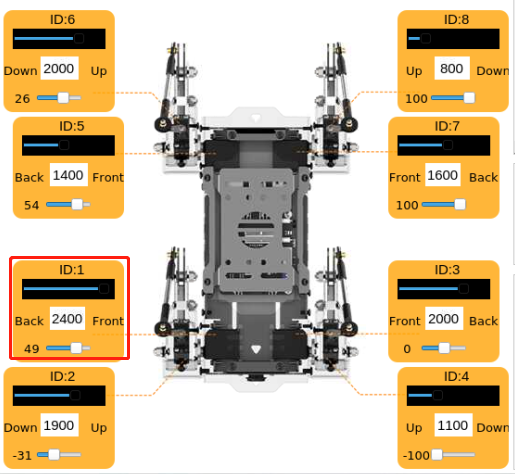 ID:6
Down 2000 Up
26
ID:8
Up 800 Down
100
ID:5
Back 1400 Front
54
ID:7
Front 1600 Back
100
ID:1
Back 2400 Front
49
ID:3
Front 2000 Back
0
ID:2
Down 1900 Up
-31
ID:4
Up 1100 Down
-100